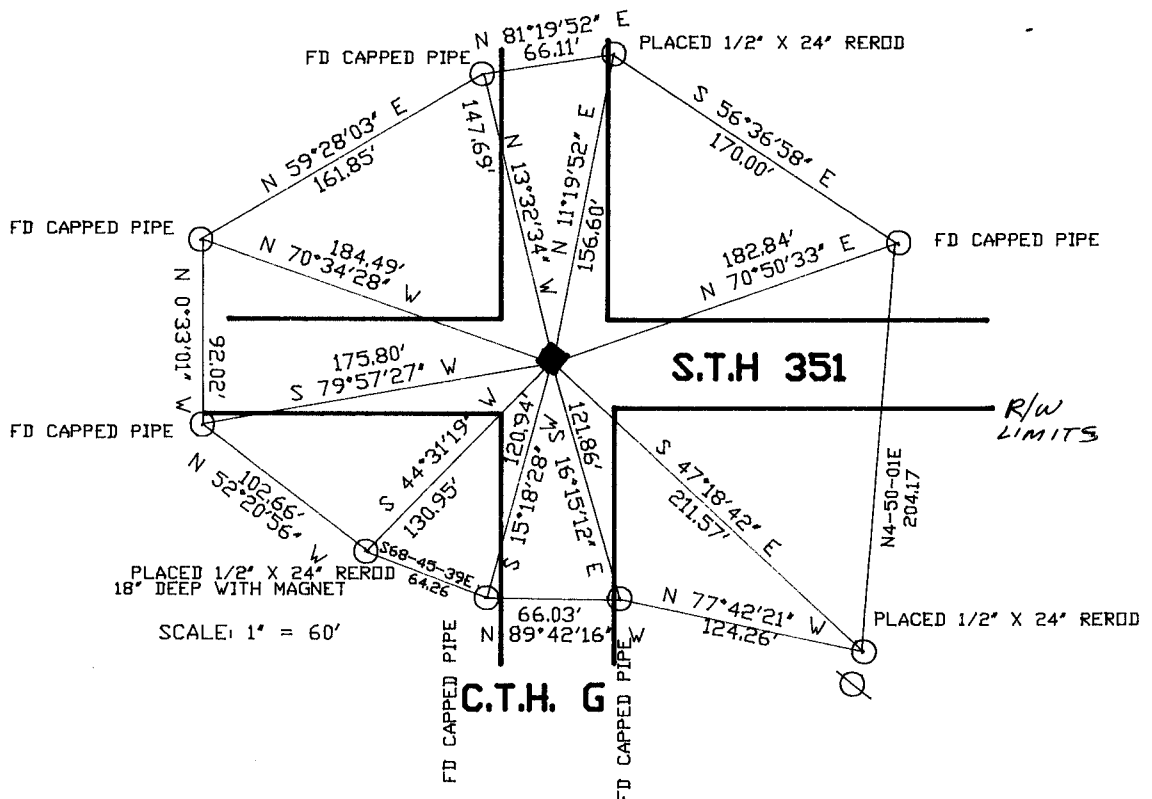 N 81°19'52" E
66.11'
PLACED 1/2" X 24" REROD
FD CAPPED PIPE
N 59°28'03" E
161.85'
147.69'
N 13°32'34" W
N 11°19'52" E
156.60'
S 56°36'58" E
170.00'
FD CAPPED PIPE
184.49'
N 70°34'28" W
182.84'
N 70°50'33" E
FD CAPPED PIPE
N 0°33'01" W
92.02'
175.80'
S 79°57'27" W
S.T.H 351
R/W
LIMITS
FD CAPPED PIPE
S 44°31'19" W
130.95'
120.94'
S 15°18'28" W
121.86'
S 16°15'12" E
S 47°18'42" E
211.57'
N4-50-01E
204.17
102.66'
N 52°20'56" W
S68-45-39E
64.26
PLACED 1/2" X 24" REROD
18" DEEP WITH MAGNET
66.03'
N 89°42'16" W
N 77°42'21" W
124.26'
PLACED 1/2" X 24" REROD
SCALE: 1" = 60'
FD CAPPED PIPE
C.T.H. G
FD CAPPED PIPE